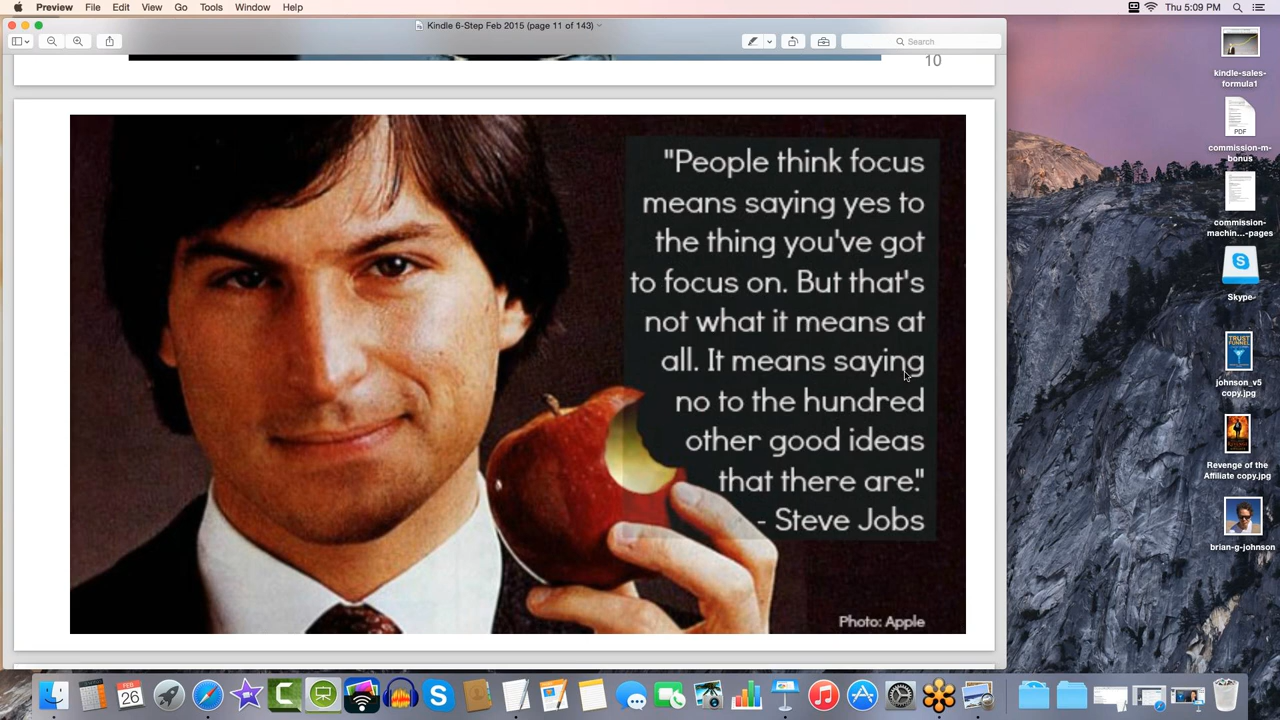 Preview File Edit View Go Tools Window Help
Thu 5:09 PM
Kindle 6-Step Feb 2015 (page 11 of 143)
Search
10
"People think focus
means saying yes to
the thing you've got
to focus on. But that's
not what it means at
all. It means saying
no to the hundred
other good ideas
that there are."
- Steve Jobs
Photo: Apple
kindle-sales-
formula1
PDF
commission-m-
bonus
commission-
machin...-pages
Skype
TRUST
FUNNEL
johnson_v5
copy.jpg
Revenge of the
Affiliate copy.jpg
brian-g-johnson
FEB
26